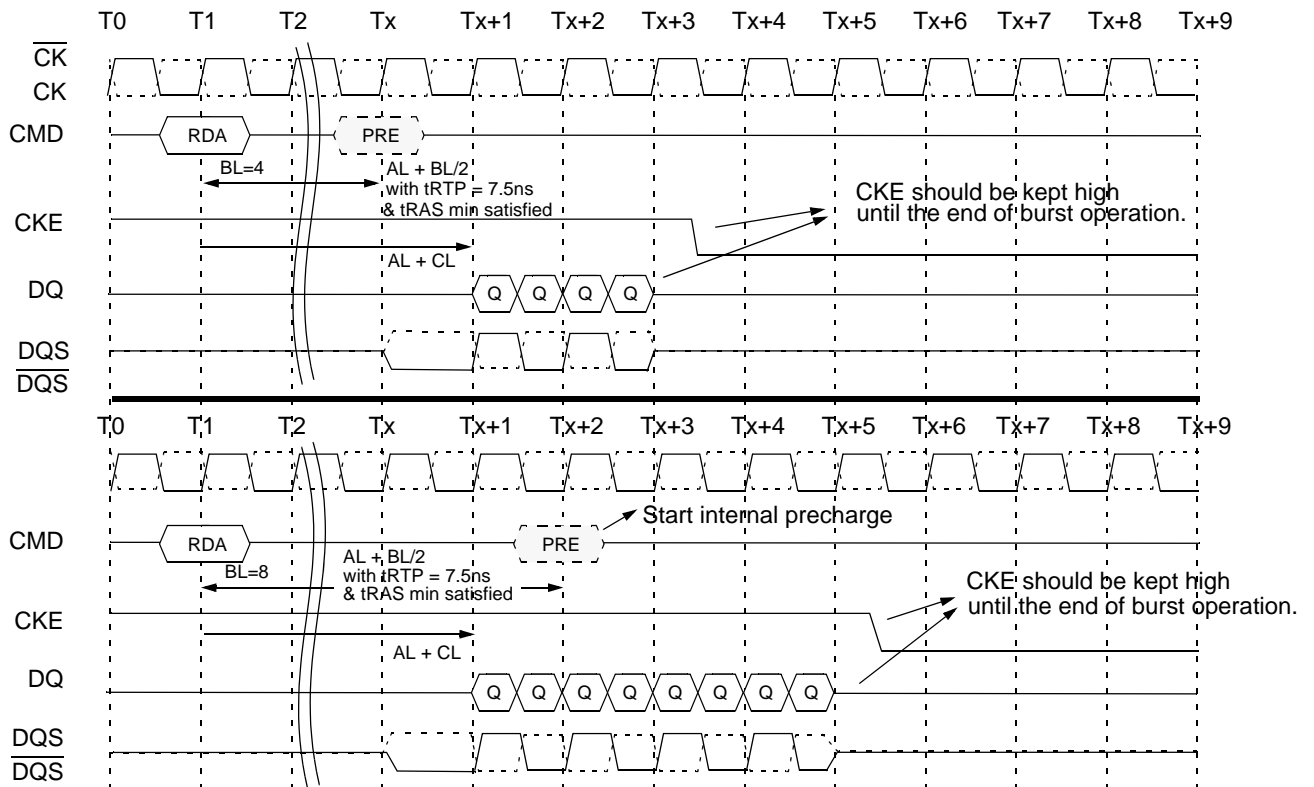 T0 T1 T2 Tx Tx+1 Tx+2 Tx+3 Tx+4 Tx+5 Tx+6 Tx+7 Tx+8 Tx+9
CK
CK
CMD RDA PRE
BL=4 AL + BL/2
with tRTP = 7.5ns
& tRAS min satisfied
CKE should be kept high
until the end of burst operation.
CKE
AL + CL
DQ Q Q Q Q
DQS
DQS
T0 T1 T2 Tx Tx+1 Tx+2 Tx+3 Tx+4 Tx+5 Tx+6 Tx+7 Tx+8 Tx+9
Start internal precharge
CMD RDA PRE
BL=8 AL + BL/2
with tRTP = 7.5ns
& tRAS min satisfied
CKE should be kept high
until the end of burst operation.
CKE
AL + CL
DQ Q Q Q Q Q Q Q Q
DQS
DQS